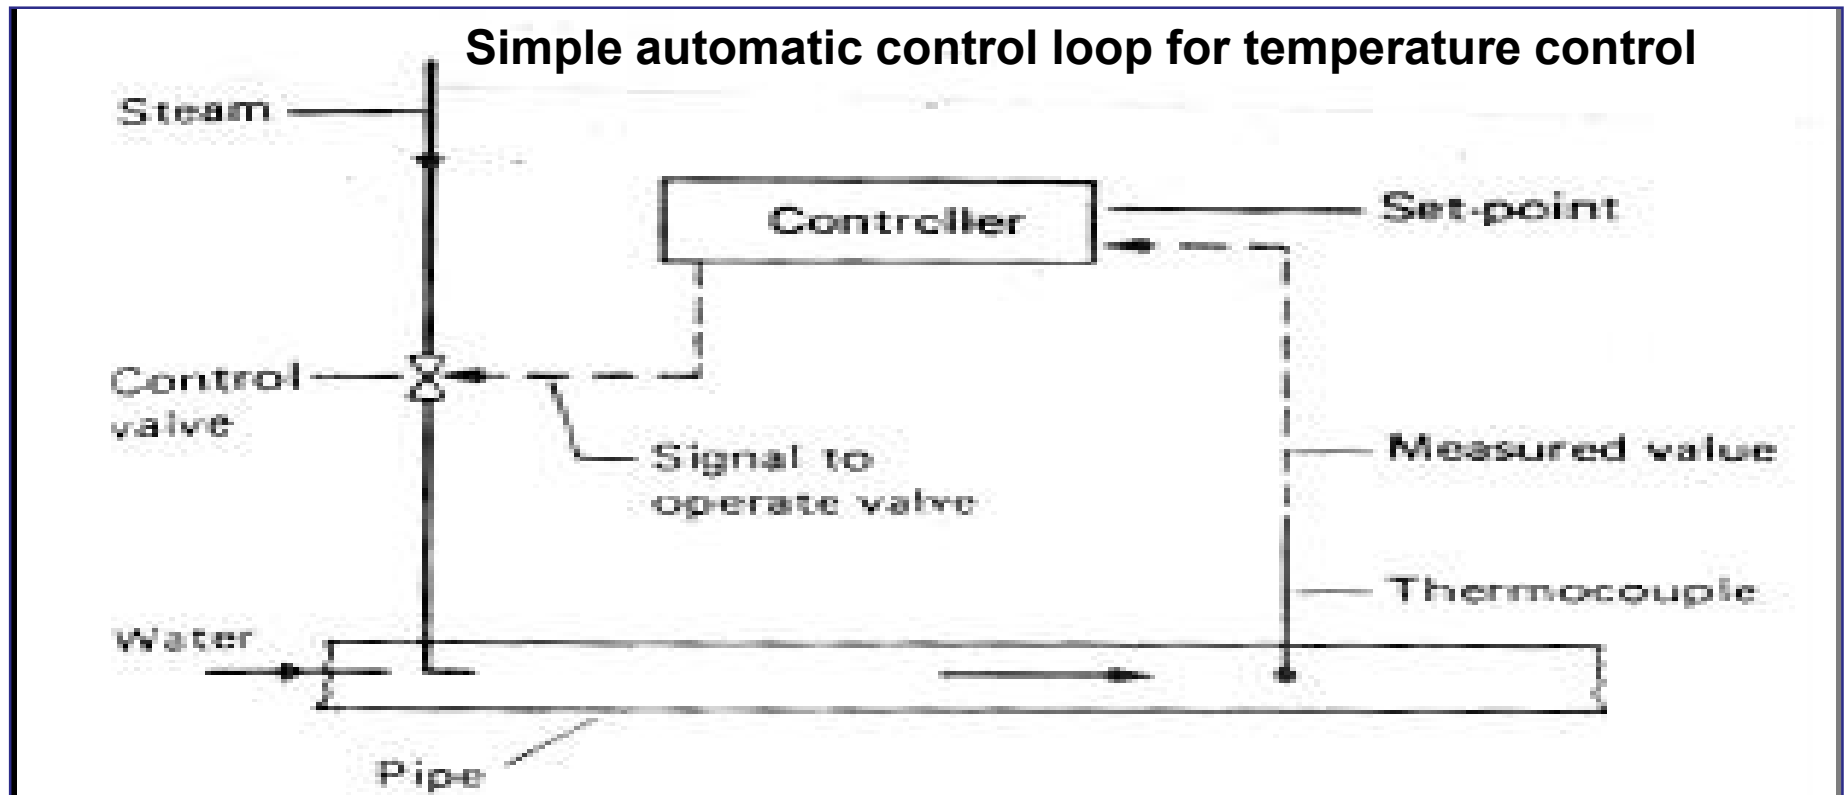 Simple automatic control loop for temperature control
Steam
Controller
Set-point
Control
valve
Signal to
operate valve
Measured value
Thermocouple
Water
Pipe